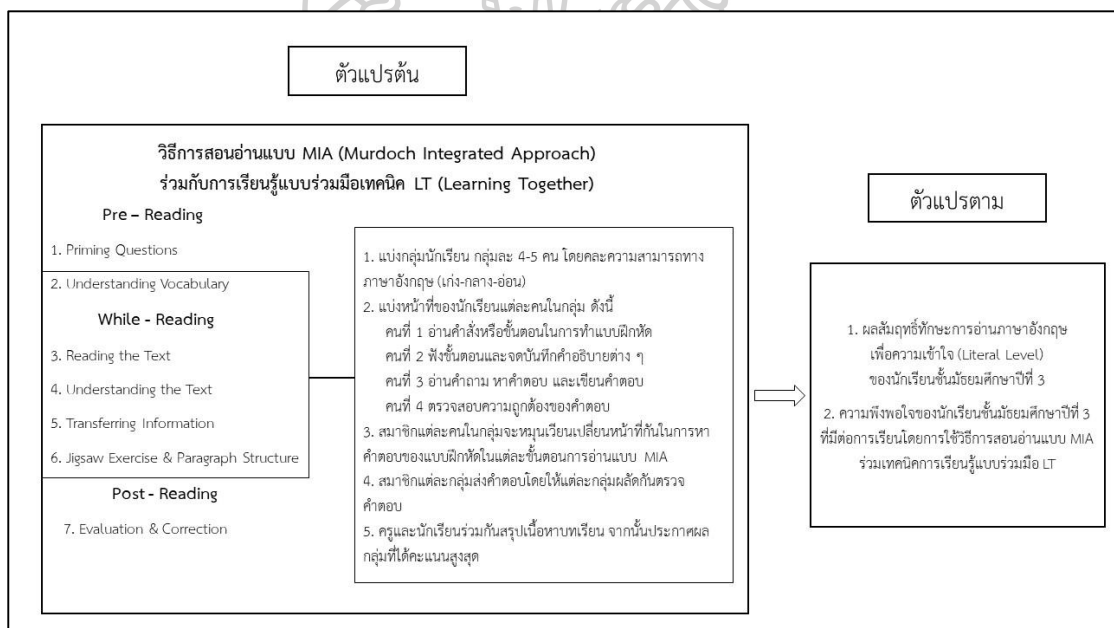 ตัวแปรต้น
วิธีการสอนอ่านแบบ MIA (Murdoch Integrated Approach)
ร่วมกับการเรียนรู้แบบร่วมมือเทคนิค LT (Learning Together)
Pre – Reading
1. Priming Questions
2. Understanding Vocabulary
While - Reading
3. Reading the Text
4. Understanding the Text
5. Transferring Information
6. Jigsaw Exercise & Paragraph Structure
Post - Reading
7. Evaluation & Correction
1. แบ่งกลุ่มนักเรียน กลุ่มละ 4-5 คน โดยคละความสามารถทาง
ภาษาอังกฤษ (เก่ง-กลาง-อ่อน)
2. แบ่งหน้าที่ของนักเรียนแต่ละคนในกลุ่ม ดังนี้
คนที่ 1 อ่านคำสั่งหรือขั้นตอนในการทำแบบฝึกหัด
คนที่ 2 ฟังขั้นตอนและจดบันทึกคำอธิบายต่าง ๆ
คนที่ 3 อ่านคำถาม หาคำตอบ และเขียนคำตอบ
คนที่ 4 ตรวจสอบความถูกต้องของคำตอบ
3. สมาชิกแต่ละคนในกลุ่มจะหมุนเวียนเปลี่ยนหน้าที่กันในการหา
คำตอบของแบบฝึกหัดในแต่ละขั้นตอนการอ่านแบบ MIA
4. สมาชิกแต่ละกลุ่มส่งคำตอบโดยให้แต่ละกลุ่มผลัดกันตรวจ
คำตอบ
5. ครูและนักเรียนร่วมกันสรุปเนื้อหาบทเรียน จากนั้นประกาศผล
กลุ่มที่ได้คะแนนสูงสุด
ตัวแปรตาม
1. ผลสัมฤทธิ์ทักษะการอ่านภาษาอังกฤษ
เพื่อความเข้าใจ (Literal Level)
ของนักเรียนชั้นมัธยมศึกษาปีที่ 3
2. ความพึงพอใจของนักเรียนชั้นมัธยมศึกษาปีที่ 3
ที่มีต่อการเรียนโดยการใช้วิธีการสอนอ่านแบบ MIA
ร่วมเทคนิคการเรียนรู้แบบร่วมมือ LT